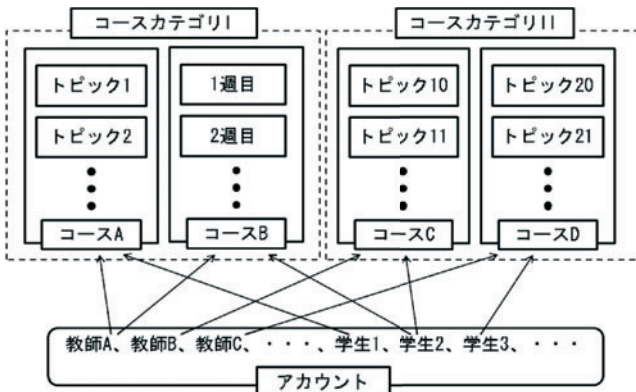 コースカテゴリI
コースカテゴリII
トピック1
1週目
トピック10
トピック20
トピック2
2週目
トピック11
トピック21
コースA
コースB
コースC
コースD
教師A、教師B、教師C、・・・、学生1、学生2、学生3、・・・
アカウント